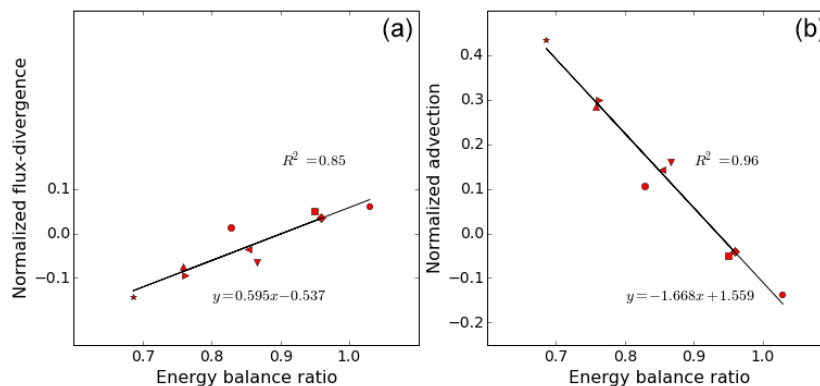 (a)
Normalized flux-divergence
0.1
0.0
−0.1
R² =0.85
y=0.595x−0.537
0.7 0.8 0.9 1.0
Energy balance ratio
(b)
Normalized advection
0.4
0.3
0.2
0.1
0.0
−0.1
−0.2
R² =0.96
y=−1.668x+1.559
0.7 0.8 0.9 1.0
Energy balance ratio